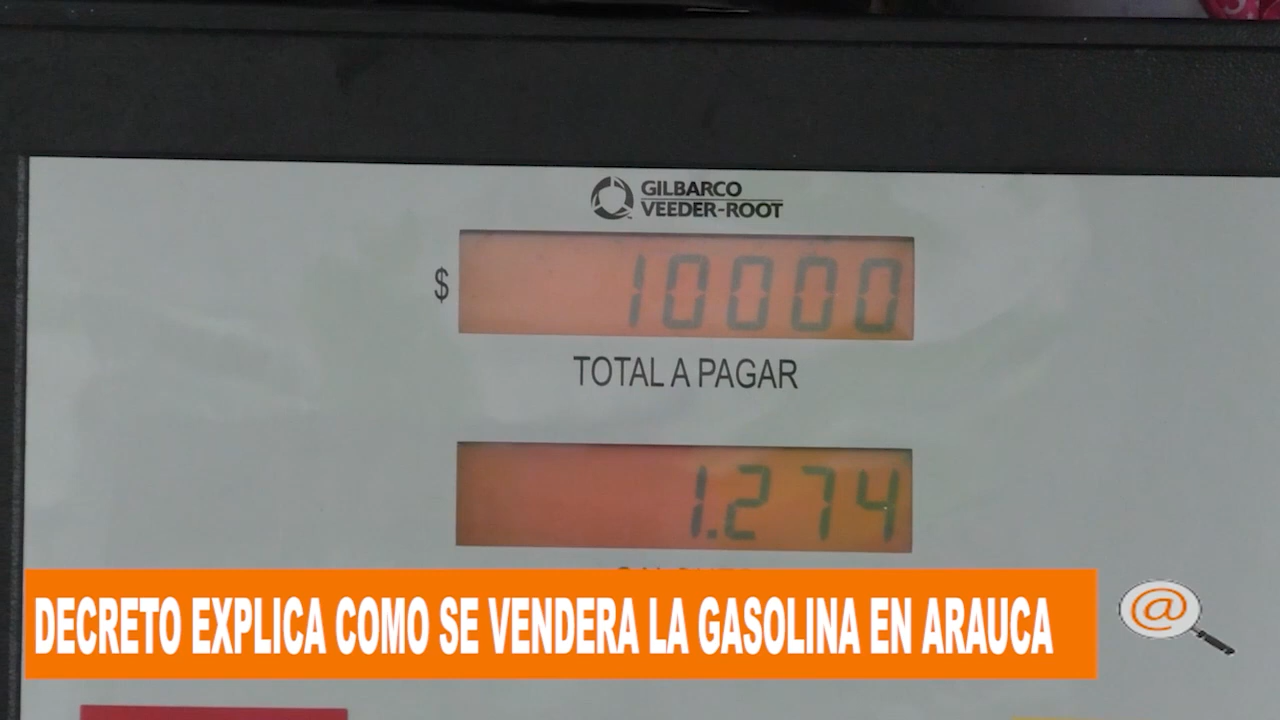 GILBARCO
VEEDER-ROOT
$ 10000
TOTAL A PAGAR
1.274
DECRETO EXPLICA COMO SE VENDERA LA GASOLINA EN ARAUCA
@